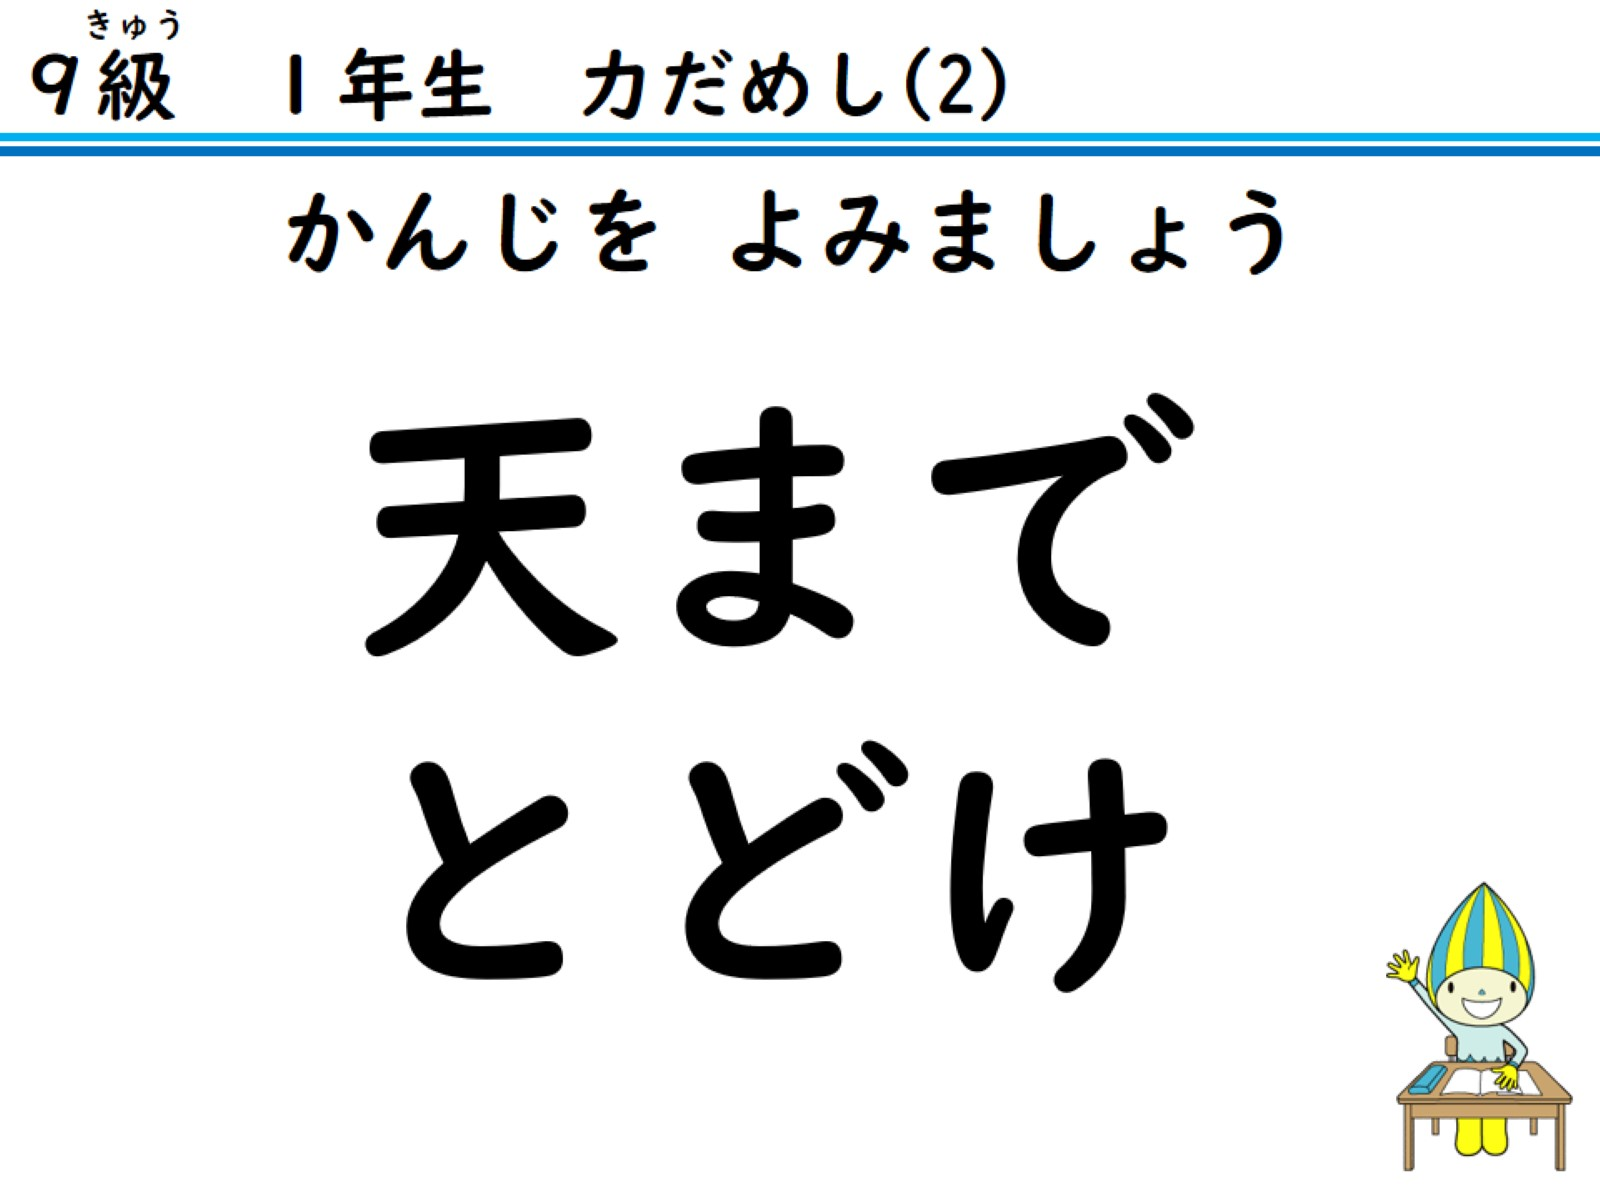 きゅう
9級 1年生 力だめし(2)
かんじを よみましょう
天まで
とどけ